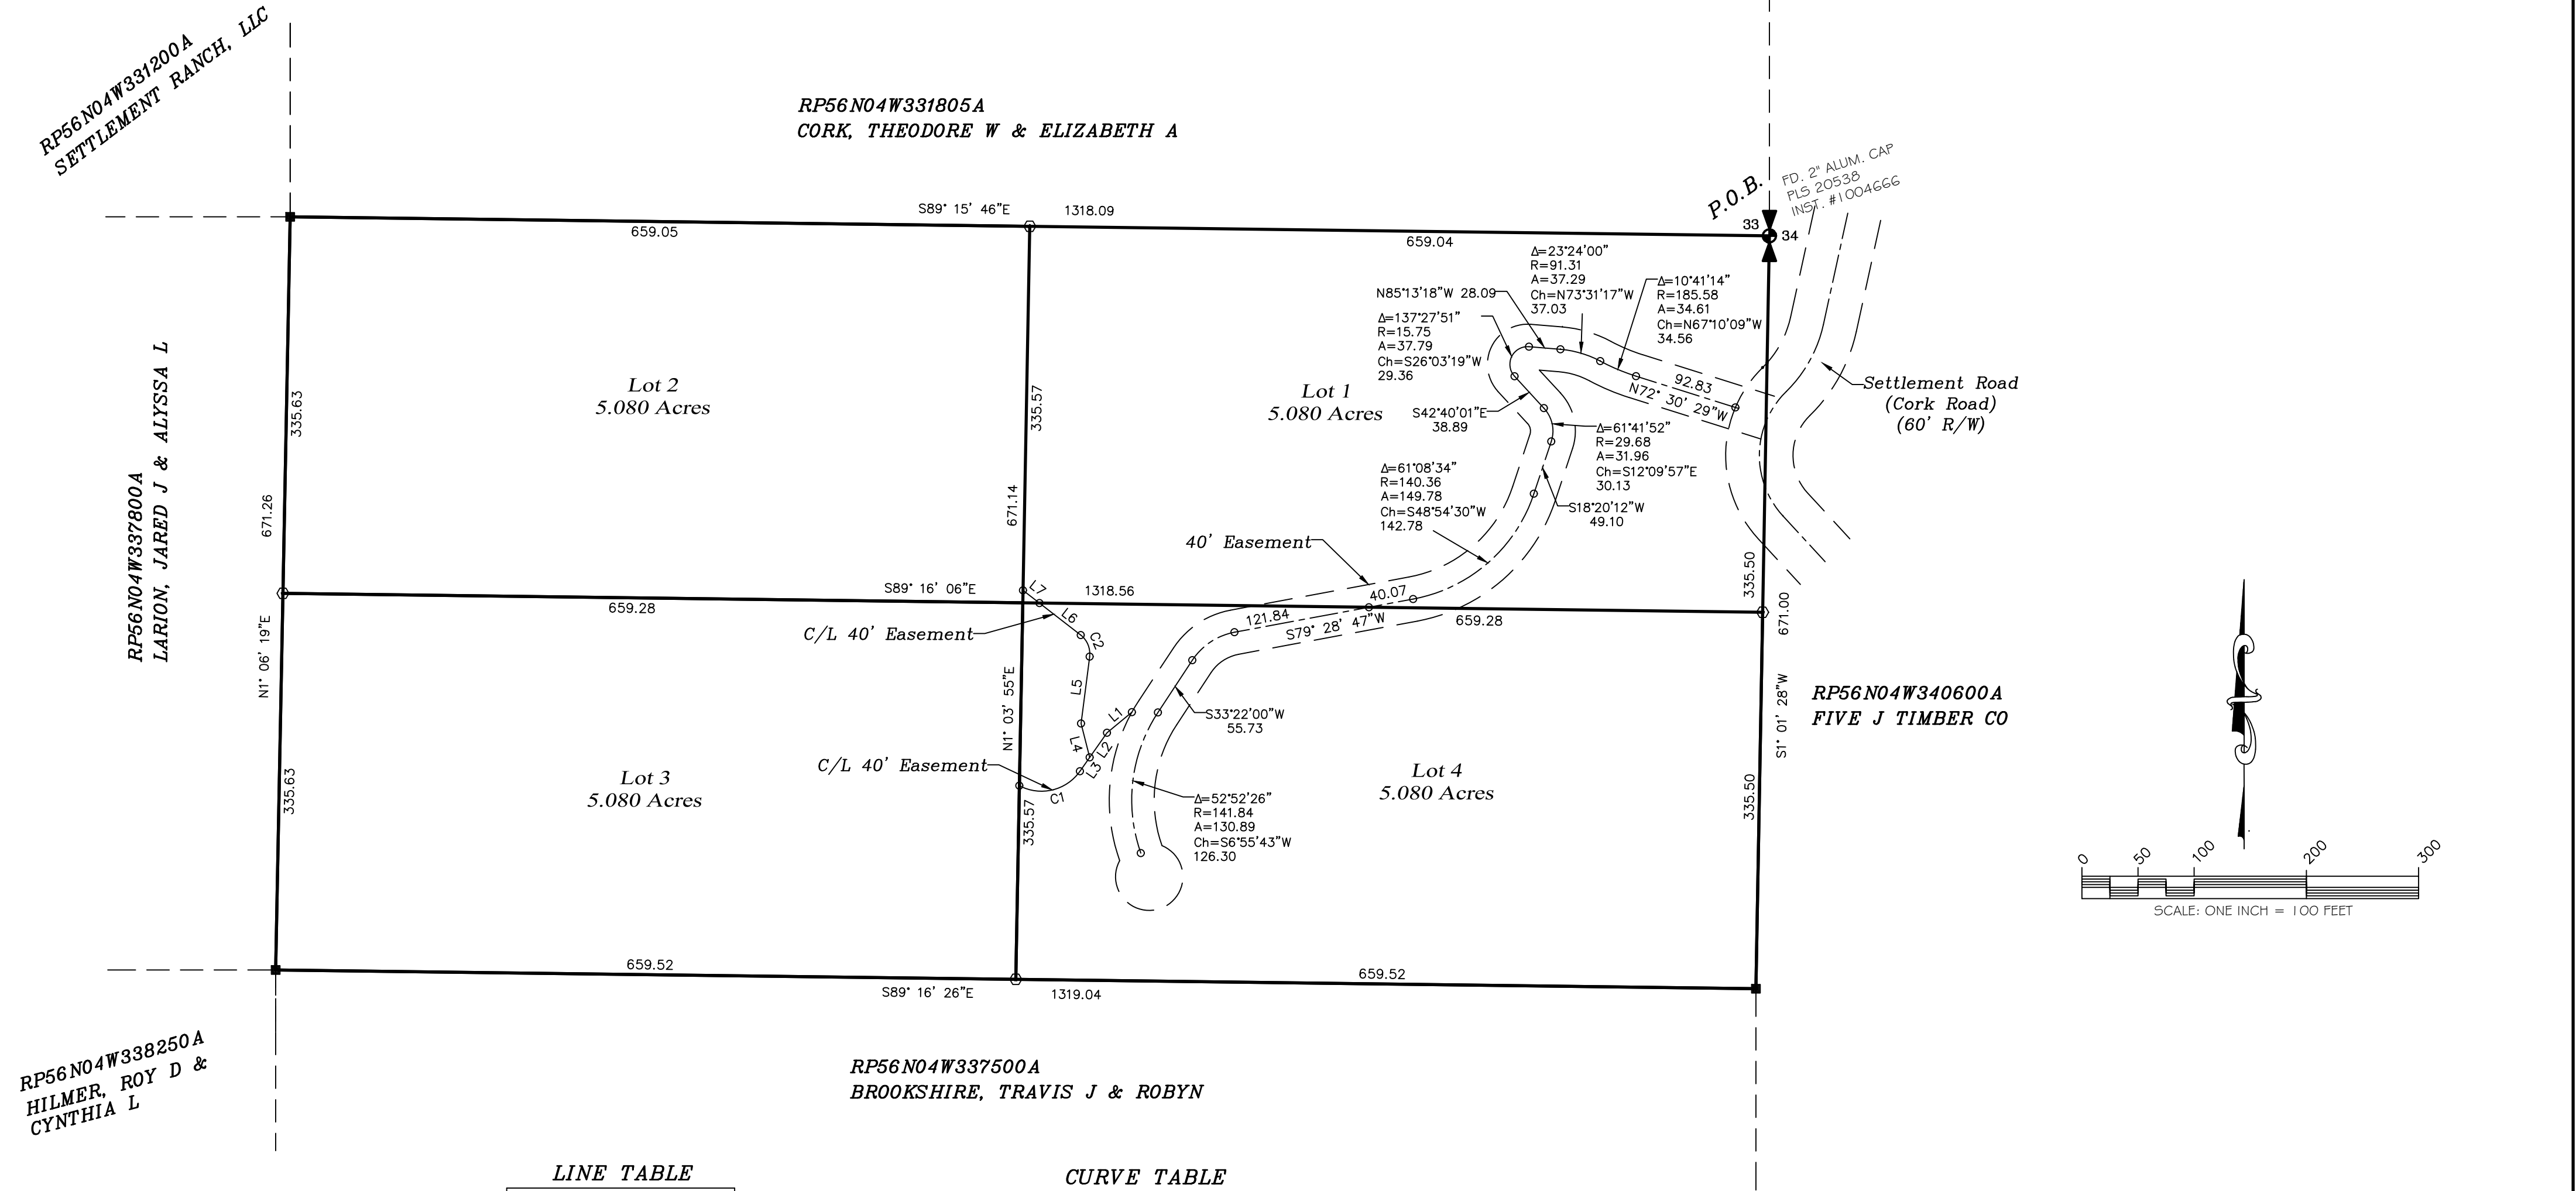 RP56N04W331200A
SETTLEMENT RANCH, LLC
RP56N04W331805A
CORK, THEODORE W & ELIZABETH A
P.O.B.
FD. 2" ALUM. CAP
PLS 20538
INST. #1004666
S89° 15' 46"E
1318.09
33
34
659.05
659.04
Δ=23°24'00"
R=91.31
A=37.29
Ch=N73°31'17"W
37.03
Δ=10°41'14"
R=185.58
A=34.61
Ch=N67°10'09"W
34.56
N85°13'18"W 28.09
Δ=137°27'51"
R=15.75
A=37.79
Ch=S26°03'19"W
29.36
92.83
N72° 30' 29"W
Settlement Road
(Cork Road)
(60' R/W)
RP56N04W337800A
LARION, JARED J & ALYSSA L
Lot 2
5.080 Acres
Lot 1
5.080 Acres
335.63
335.57
S42°40'01"E
38.89
Δ=61°41'52"
R=29.68
A=31.96
Ch=S12°09'57"E
30.13
Δ=61°08'34"
R=140.36
A=149.78
Ch=S48°54'30"W
142.78
S18°20'12"W
49.10
671.26
671.14
40' Easement
335.50
S89° 16' 06"E
1318.56
L7
659.28
L6
121.84
40.07
S79° 28' 47"W
659.28
671.00
C/L 40' Easement
C2
N1° 06' 19"E
N1° 03' 55"E
L5
S33°22'00"W
55.73
S1° 01' 28"W
RP56N04W340600A
FIVE J TIMBER CO
L1
L2
L4
L3
C/L 40' Easement
C1
Lot 3
5.080 Acres
Lot 4
5.080 Acres
335.63
335.57
335.50
Δ=52°52'26"
R=141.84
A=130.89
Ch=S6°55'43"W
126.30
0 50 100 200 300
SCALE: ONE INCH = 100 FEET
659.52
659.52
S89° 16' 26"E
1319.04
RP56N04W338250A
HILMER, ROY D &
CYNTHIA L
RP56N04W337500A
BROOKSHIRE, TRAVIS J & ROBYN
LINE TABLE
CURVE TABLE